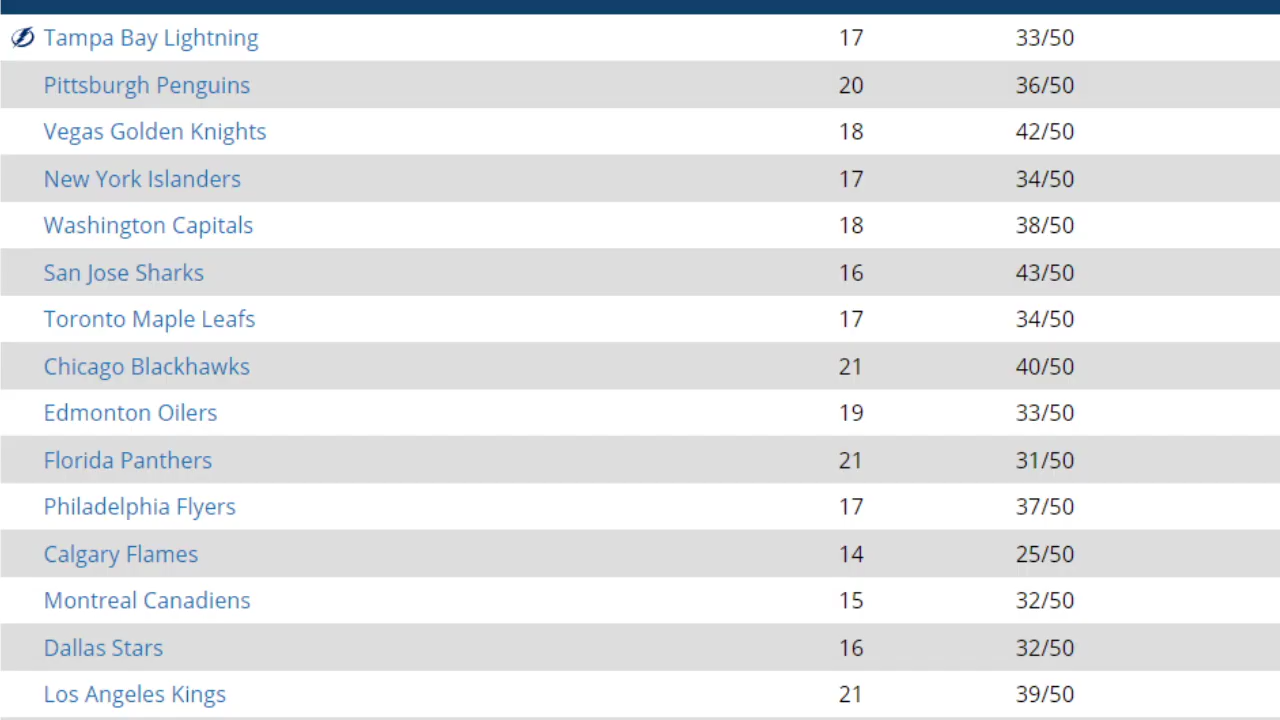 Tampa Bay Lightning 17 33/50
Pittsburgh Penguins 20 36/50
Vegas Golden Knights 18 42/50
New York Islanders 17 34/50
Washington Capitals 18 38/50
San Jose Sharks 16 43/50
Toronto Maple Leafs 17 34/50
Chicago Blackhawks 21 40/50
Edmonton Oilers 19 33/50
Florida Panthers 21 31/50
Philadelphia Flyers 17 37/50
Calgary Flames 14 25/50
Montreal Canadiens 15 32/50
Dallas Stars 16 32/50
Los Angeles Kings 21 39/50